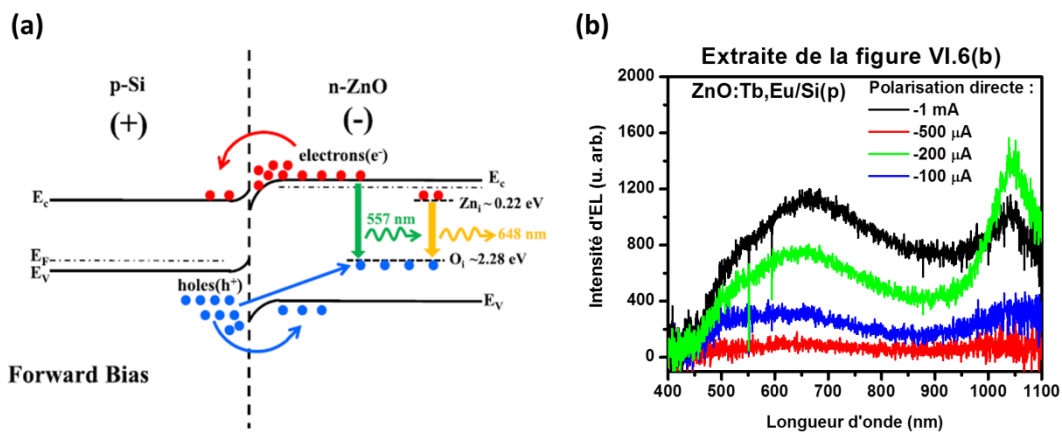 (a)
p-Si
(+)
n-ZnO
(-)
electrons(e-)
Ec
Ec
Zni ~ 0.22 eV
557 nm
648 nm
EF
EV
Oi ~2.28 eV
holes(h+)
EV
Forward Bias
(b)
Extraite de la figure VI.6(b)
ZnO:Tb,Eu/Si(p)
Polarisation directe :
-1 mA
-500 µA
-200 µA
-100 µA
Intensité d'EL (u. arb.)
2000
1600
1200
800
400
0
400 500 600 700 800 900 1000 1100
Longueur d'onde (nm)